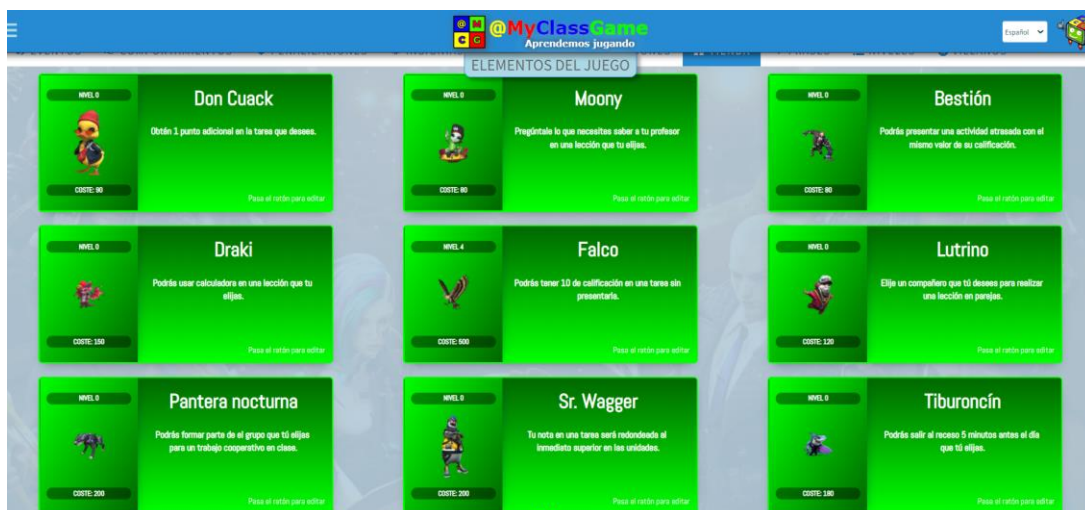 @ M
C G
@MyClassGame
Aprendemos jugando
Español
ELEMENTOS DEL JUEGO
NIVEL 0
Don Cuack
Obtén 1 punto adicional en la tarea que desees.
COSTE: 90
Pasa el ratón para editar
NIVEL 0
Moony
Pregúntale lo que necesites saber a tu profesor
en una lección que tu elijas.
COSTE: 80
Pasa el ratón para editar
NIVEL 0
Bestión
Podrás presentar una actividad atrasada con el
mismo valor de su calificación.
COSTE: 80
Pasa el ratón para editar
NIVEL 0
Draki
Podrás usar calculadora en una lección que tu
elijas.
COSTE: 150
Pasa el ratón para editar
NIVEL 4
Falco
Podrás tener 10 de calificación en una tarea sin
presentarla.
COSTE: 500
Pasa el ratón para editar
NIVEL 0
Lutrino
Elije un compañero que tú desees para realizar
una lección en parejas.
COSTE: 120
Pasa el ratón para editar
NIVEL 0
Pantera nocturna
Podrás formar parte de el grupo que tú elijas
para un trabajo cooperativo en clase.
COSTE: 200
Pasa el ratón para editar
NIVEL 0
Sr. Wagger
Tu nota en una tarea será redondeada al
inmediato superior en las unidades.
COSTE: 200
Pasa el ratón para editar
NIVEL 0
Tiburoncín
Podrás salir al receso 5 minutos antes el día
que tú elijas.
COSTE: 180
Pasa el ratón para editar